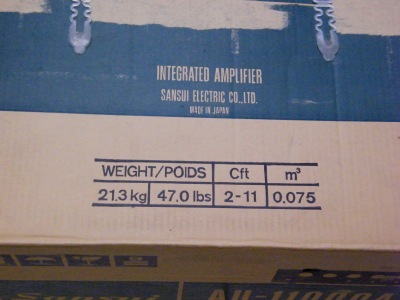 INTEGRATED AMPLIFIER
SANSUI ELECTRIC CO.,LTD.
MADE IN JAPAN
WEIGHT/POIDS Cft m³
21.3 kg 47.0 lbs 2-11 0.075
Sansui